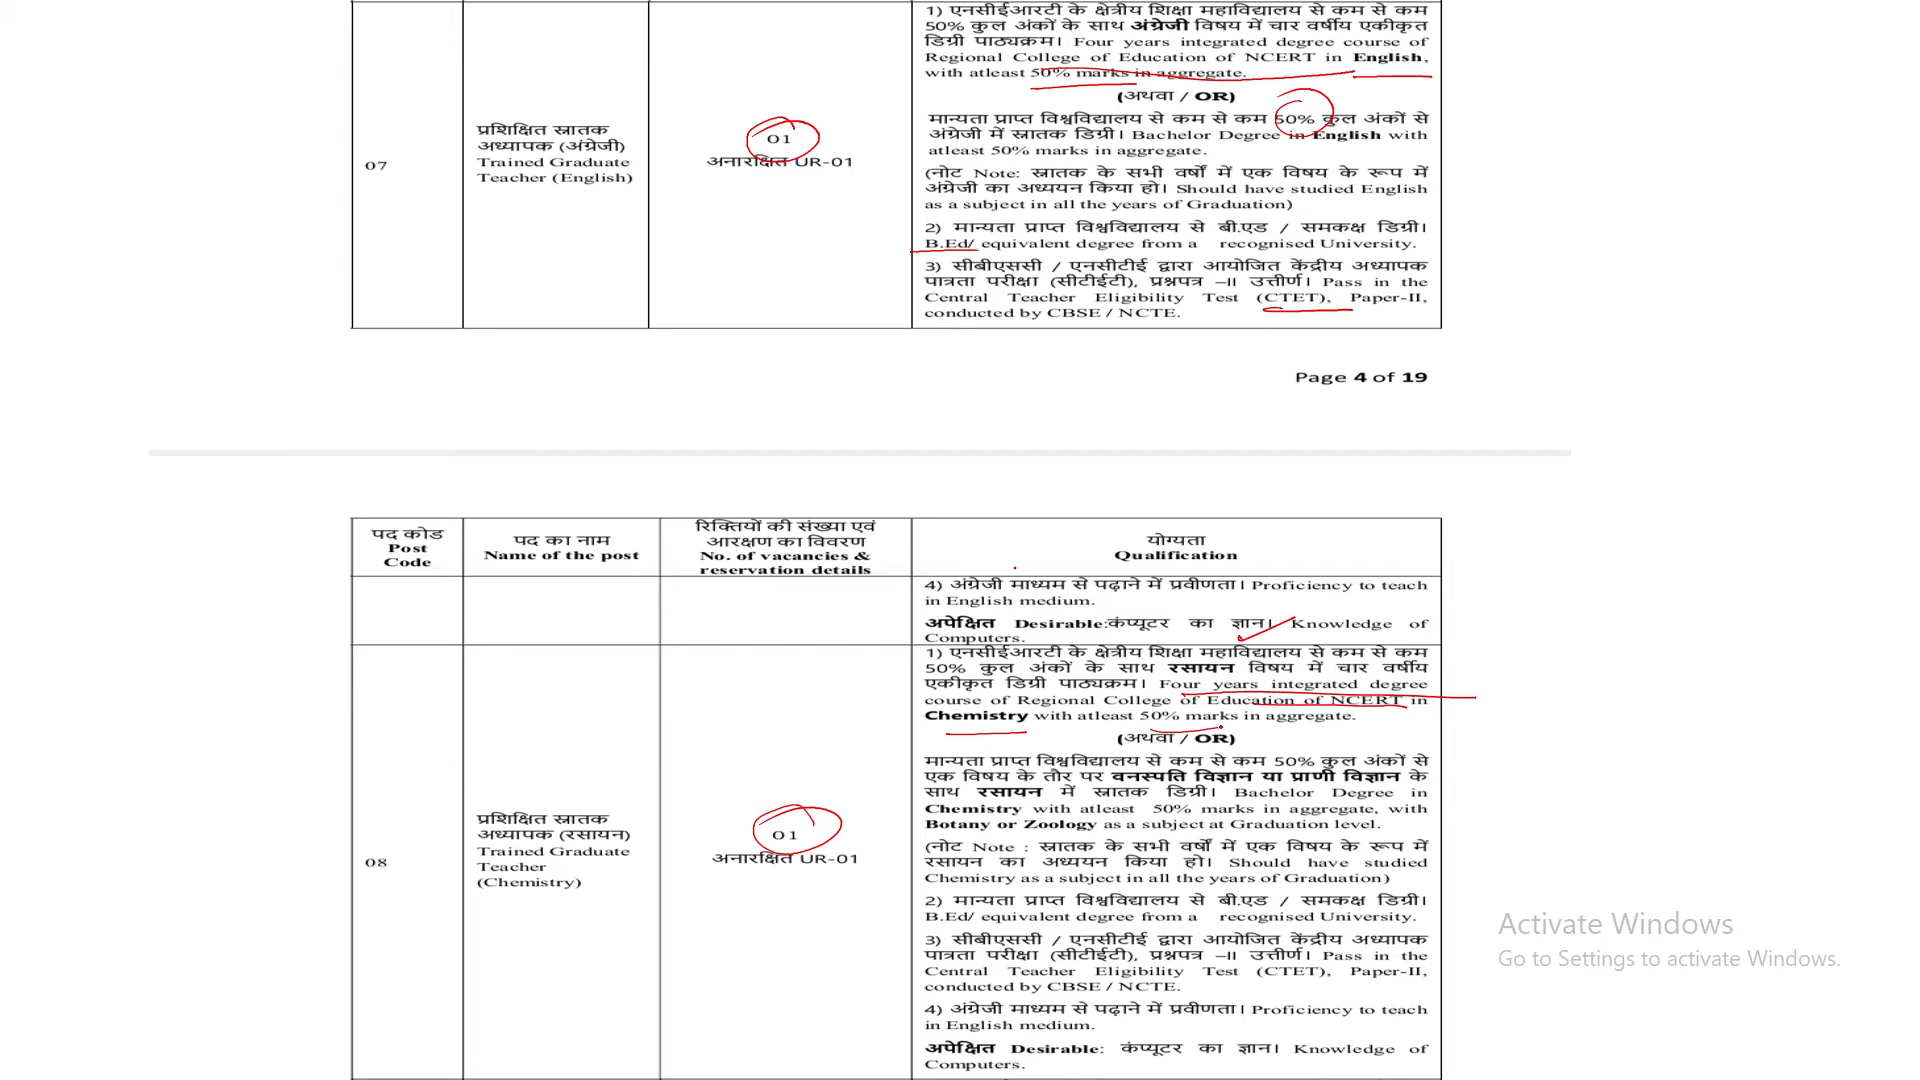 07
प्रशिक्षित स्नातक
अध्यापक (अंग्रेजी)
Trained Graduate
Teacher (English)
01
अनारक्षित UR-01
1) एनसीईआरटी के क्षेत्रीय शिक्षा महाविद्यालय से कम से कम
50% कुल अंकों के साथ अंग्रेजी विषय में चार वर्षीय एकीकृत
डिग्री पाठ्यक्रम। Four years integrated degree course of
Regional College of Education of NCERT in English,
with atleast 50% marks in aggregate.
(अथवा / OR)
मान्यता प्राप्त विश्वविद्यालय से कम से कम 50% कुल अंकों से
अंग्रेजी में स्नातक डिग्री। Bachelor Degree in English with
atleast 50% marks in aggregate.
(नोट Note: स्नातक के सभी वर्षों में एक विषय के रूप में
अंग्रेजी का अध्ययन किया हो। Should have studied English
as a subject in all the years of Graduation)
2) मान्यता प्राप्त विश्वविद्यालय से बी.एड / समकक्ष डिग्री।
B.Ed/ equivalent degree from a recognised University.
3) सीबीएससी / एनसीटीई द्वारा आयोजित केंद्रीय अध्यापक
पात्रता परीक्षा (सीटीईटी), प्रश्नपत्र –II उत्तीर्ण। Pass in the
Central Teacher Eligibility Test (CTET), Paper-II,
conducted by CBSE / NCTE.
Page 4 of 19
पद कोड
Post
Code
पद का नाम
Name of the post
रिक्तियों की संख्या एवं
आरक्षण का विवरण
No. of vacancies &
reservation details
योग्यता
Qualification
4) अंग्रेजी माध्यम से पढ़ाने में प्रवीणता। Proficiency to teach
in English medium.
अपेक्षित Desirable:कंप्यूटर का ज्ञान। Knowledge of
Computers.
08
प्रशिक्षित स्नातक
अध्यापक (रसायन)
Trained Graduate
Teacher
(Chemistry)
01
अनारक्षित UR-01
1) एनसीईआरटी के क्षेत्रीय शिक्षा महाविद्यालय से कम से कम
50% कुल अंकों के साथ रसायन विषय में चार वर्षीय
एकीकृत डिग्री पाठ्यक्रम। Four years integrated degree
course of Regional College of Education of NCERT in
Chemistry with atleast 50% marks in aggregate.
(अथवा / OR)
मान्यता प्राप्त विश्वविद्यालय से कम से कम 50% कुल अंकों से
एक विषय के तौर पर वनस्पति विज्ञान या प्राणी विज्ञान के
साथ रसायन में स्नातक डिग्री। Bachelor Degree in
Chemistry with atleast 50% marks in aggregate, with
Botany or Zoology as a subject at Graduation level.
(नोट Note : स्नातक के सभी वर्षों में एक विषय के रूप में
रसायन का अध्ययन किया हो। Should have studied
Chemistry as a subject in all the years of Graduation)
2) मान्यता प्राप्त विश्वविद्यालय से बी.एड / समकक्ष डिग्री।
B.Ed/ equivalent degree from a recognised University.
3) सीबीएससी / एनसीटीई द्वारा आयोजित केंद्रीय अध्यापक
पात्रता परीक्षा (सीटीईटी), प्रश्नपत्र –II उत्तीर्ण। Pass in the
Central Teacher Eligibility Test (CTET), Paper-II,
conducted by CBSE / NCTE.
4) अंग्रेजी माध्यम से पढ़ाने में प्रवीणता। Proficiency to teach
in English medium.
अपेक्षित Desirable: कंप्यूटर का ज्ञान। Knowledge of
Computers.
Activate Windows
Go to Settings to activate Windows.